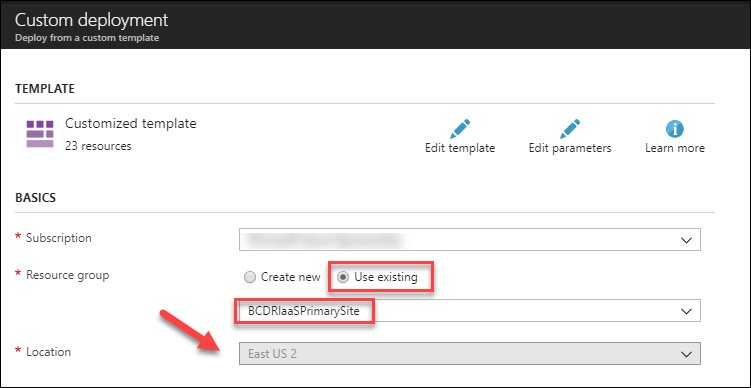 Custom deployment
Deploy from a custom template
TEMPLATE
Customized template
23 resources
Edit template
Edit parameters
Learn more
BASICS
* Subscription
* Resource group
Create new
Use existing
BCDRIaaSPrimarySite
* Location
East US 2